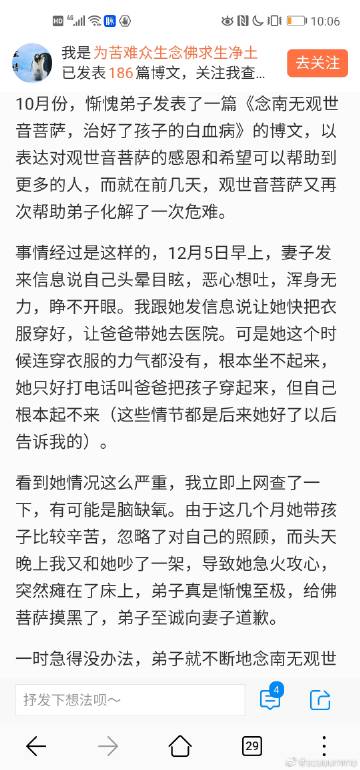 10:06
我是为苦难众生念佛求生净土
已发表186篇博文，关注我查...
去关注
10月份，惭愧弟子发表了一篇《念南无观世
音菩萨，治好了孩子的白血病》的博文，以
表达对观世音菩萨的感恩和希望可以帮助到
更多的人，而就在前几天，观世音菩萨又再
次帮助弟子化解了一次危难。
事情经过是这样的，12月5日早上，妻子发
来信息说自己头晕目眩，恶心想吐，浑身无
力，睁不开眼。我跟她发信息说让她快把衣
服穿好，让爸爸带她去医院。可是她这个时
候连穿衣服的力气都没有，根本坐不起来，
她只好打电话叫爸爸把孩子穿起来，但自己
根本起不来（这些情节都是后来她好了以后
告诉我的）。
看到她情况这么严重，我立即上网查了一
下，有可能是脑缺氧。由于这几个月她带孩
子比较辛苦，忽略了对自己的照顾，而头天
晚上我又和她吵了一架，导致她急火攻心，
突然瘫在了床上，弟子真是惭愧至极，给佛
菩萨摸黑了，弟子至诚向妻子道歉。
一时急得没办法，弟子就不断地念南无观世
抒发下想法呗～
4
29